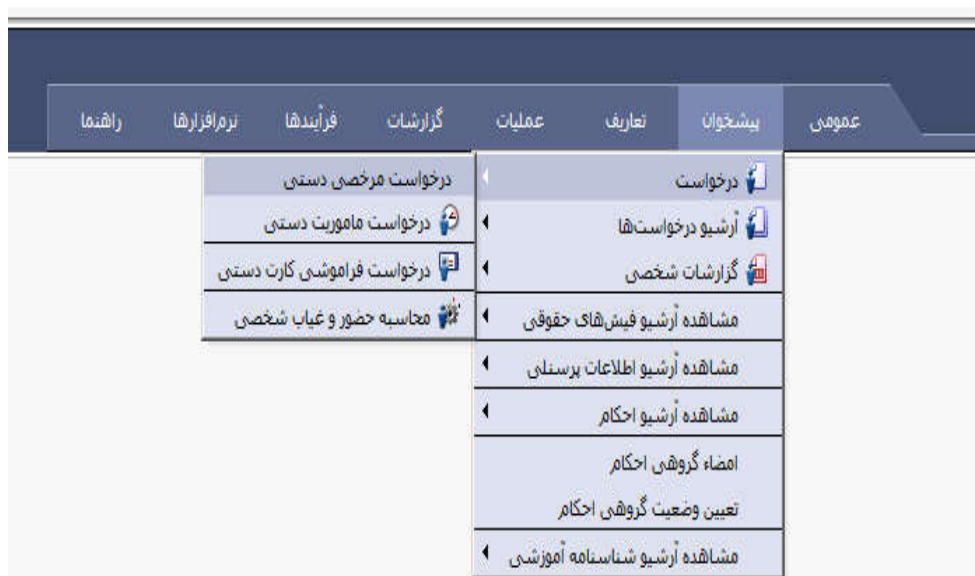 عمومی پیشخوان تعاریف عملیات گزارشات فرآیندها نرم‌افزارها راهنما
درخواست
آرشیو درخواست‌ها
گزارشات شخصی
مشاهده آرشیو فیش‌های حقوقی
مشاهده آرشیو اطلاعات پرسنلی
مشاهده آرشیو احکام
امضاء گروهی احکام
تعیین وضعیت گروهی احکام
مشاهده آرشیو شناسنامه آموزشی
درخواست مرخصی دستی
درخواست ماموریت دستی
درخواست فراموشی کارت دستی
محاسبه حضور و غیاب شخصی